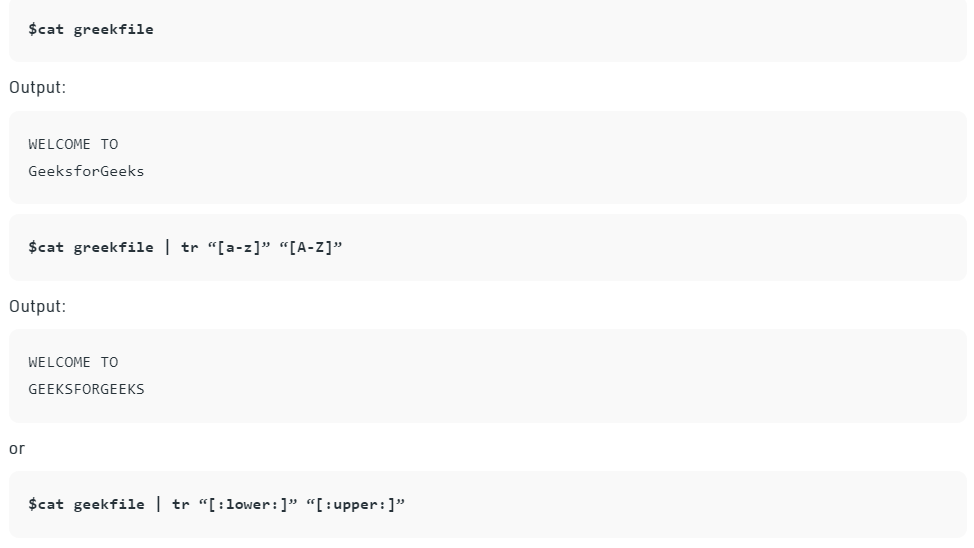 $cat greekfile
Output:
WELCOME TO
GeeksforGeeks
$cat greekfile | tr “[a-z]” “[A-Z]”
Output:
WELCOME TO
GEEKSFORGEEKS
or
$cat geekfile | tr “[:lower:]” “[:upper:]”